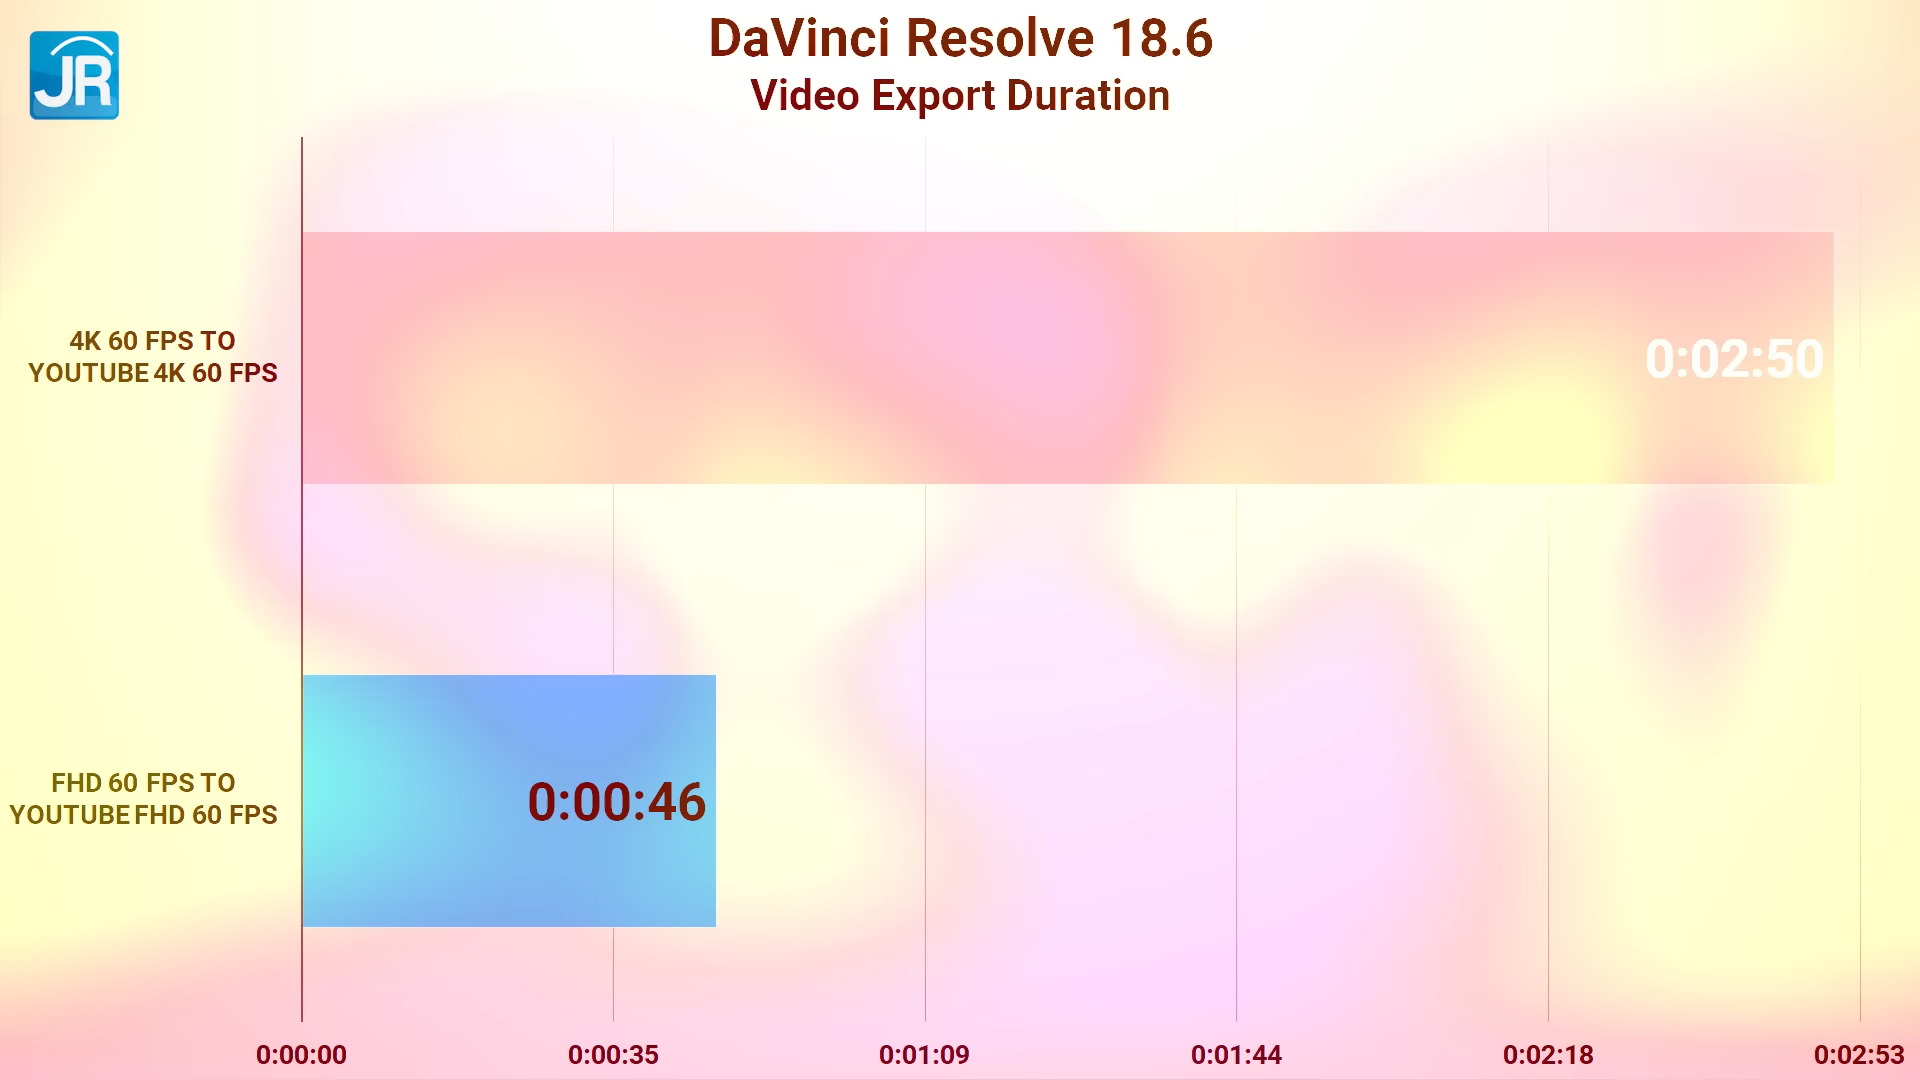 JR
DaVinci Resolve 18.6
Video Export Duration
4K 60 FPS TO
YOUTUBE 4K 60 FPS
0:02:50
FHD 60 FPS TO
YOUTUBE FHD 60 FPS
0:00:46
0:00:00
0:00:35
0:01:09
0:01:44
0:02:18
0:02:53